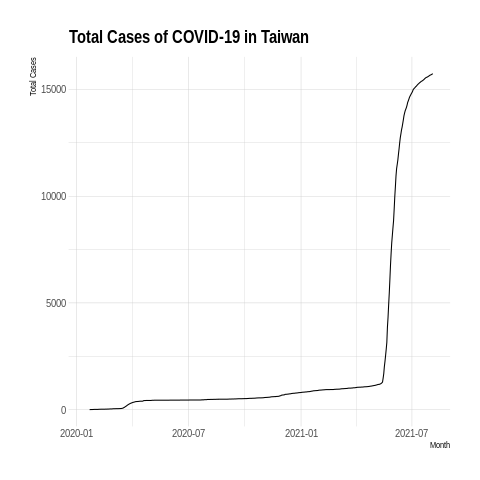 Total Cases of COVID-19 in Taiwan
Total Cases
15000
10000
5000
0
2020-01 2020-07 2021-01 2021-07
Month